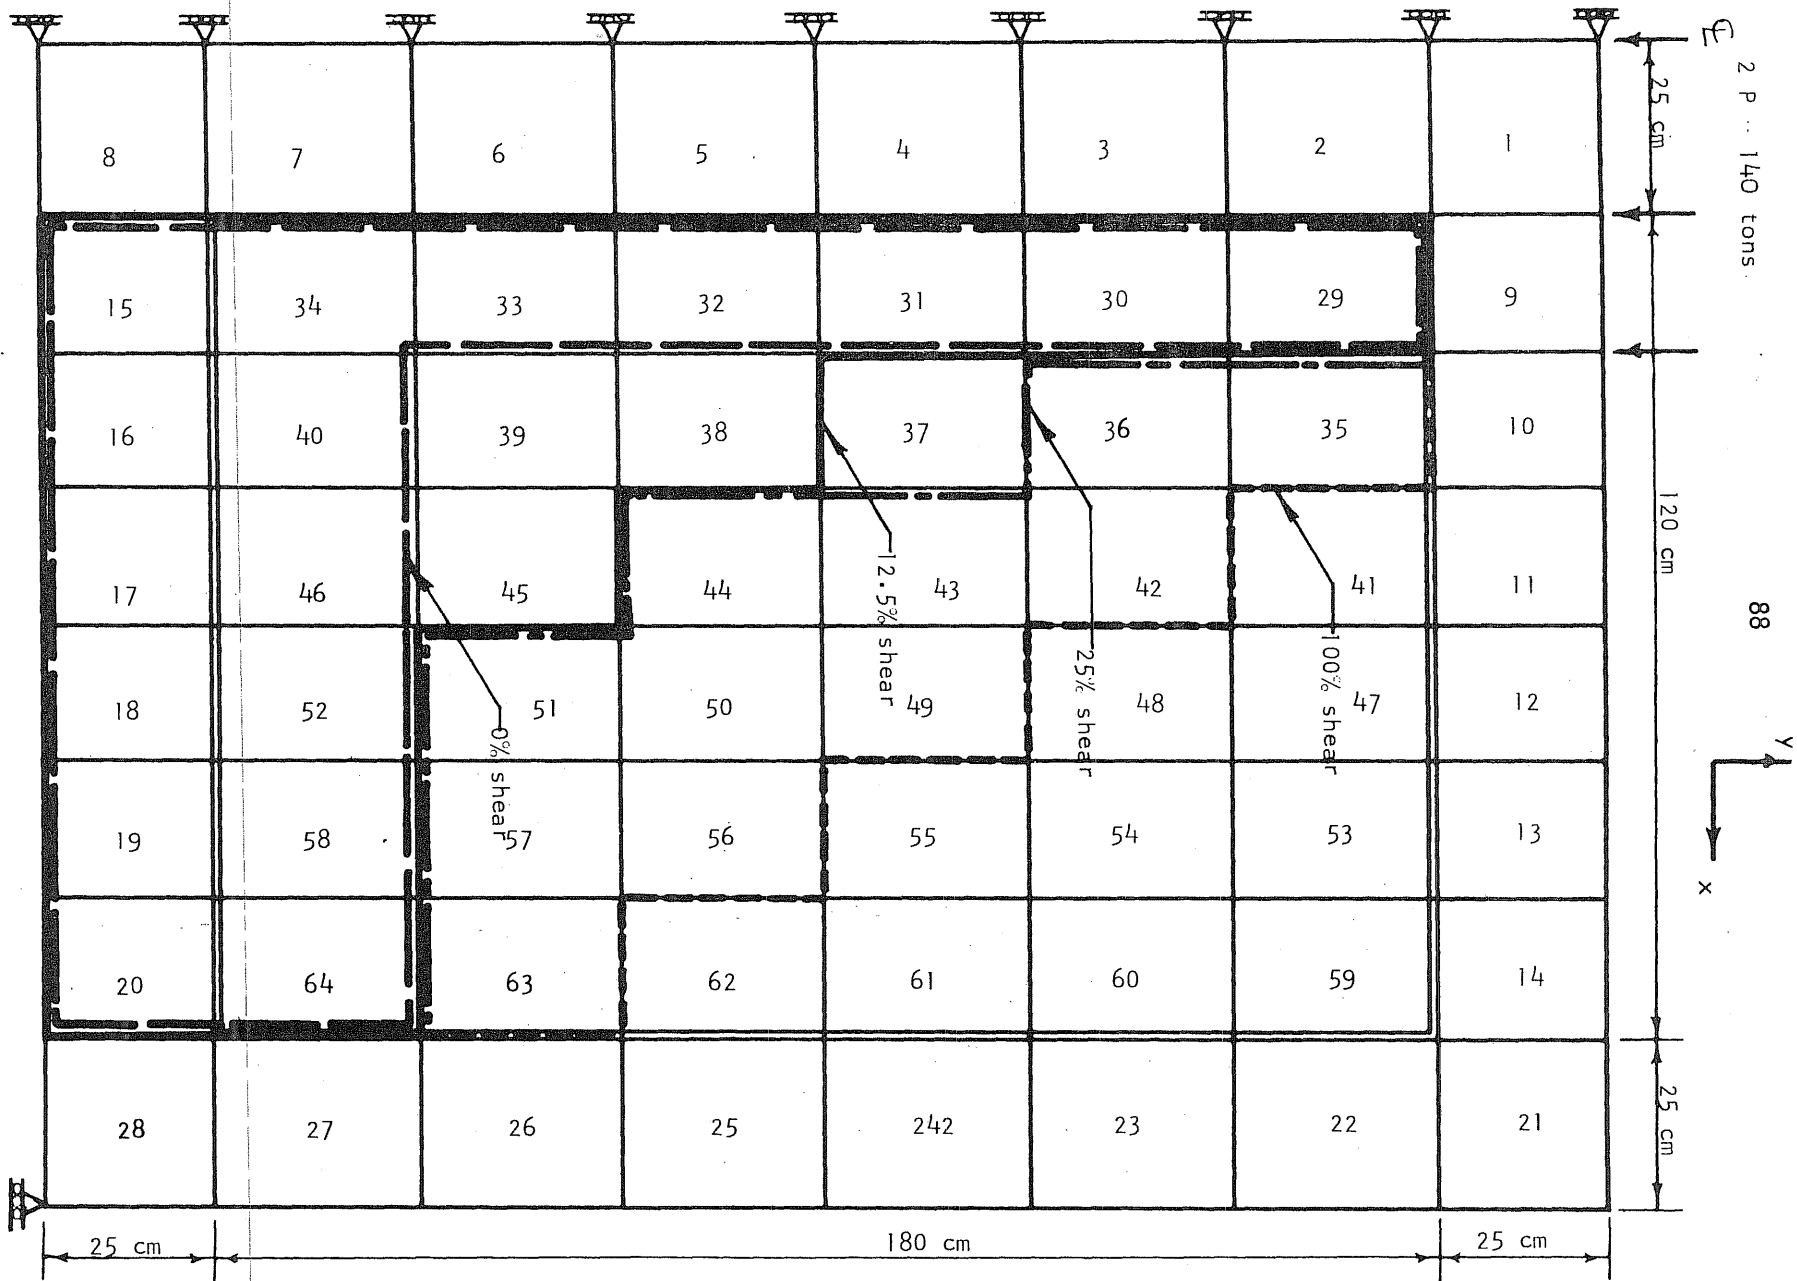 ℄
2 P = 140 tons
25 cm
8 7 6 5 4 3 2 1
15 34 33 32 31 30 29 9
16 40 39 38 37 36 35 10
120 cm
17 46 45 44 43 42 41 11
12.5% shear
25% shear
100% shear
0% shear
88
18 52 51 50 49 48 47 12
y
x
19 58 57 56 55 54 53 13
20 64 63 62 61 60 59 14
28 27 26 25 242 23 22 21
25 cm
25 cm 180 cm 25 cm